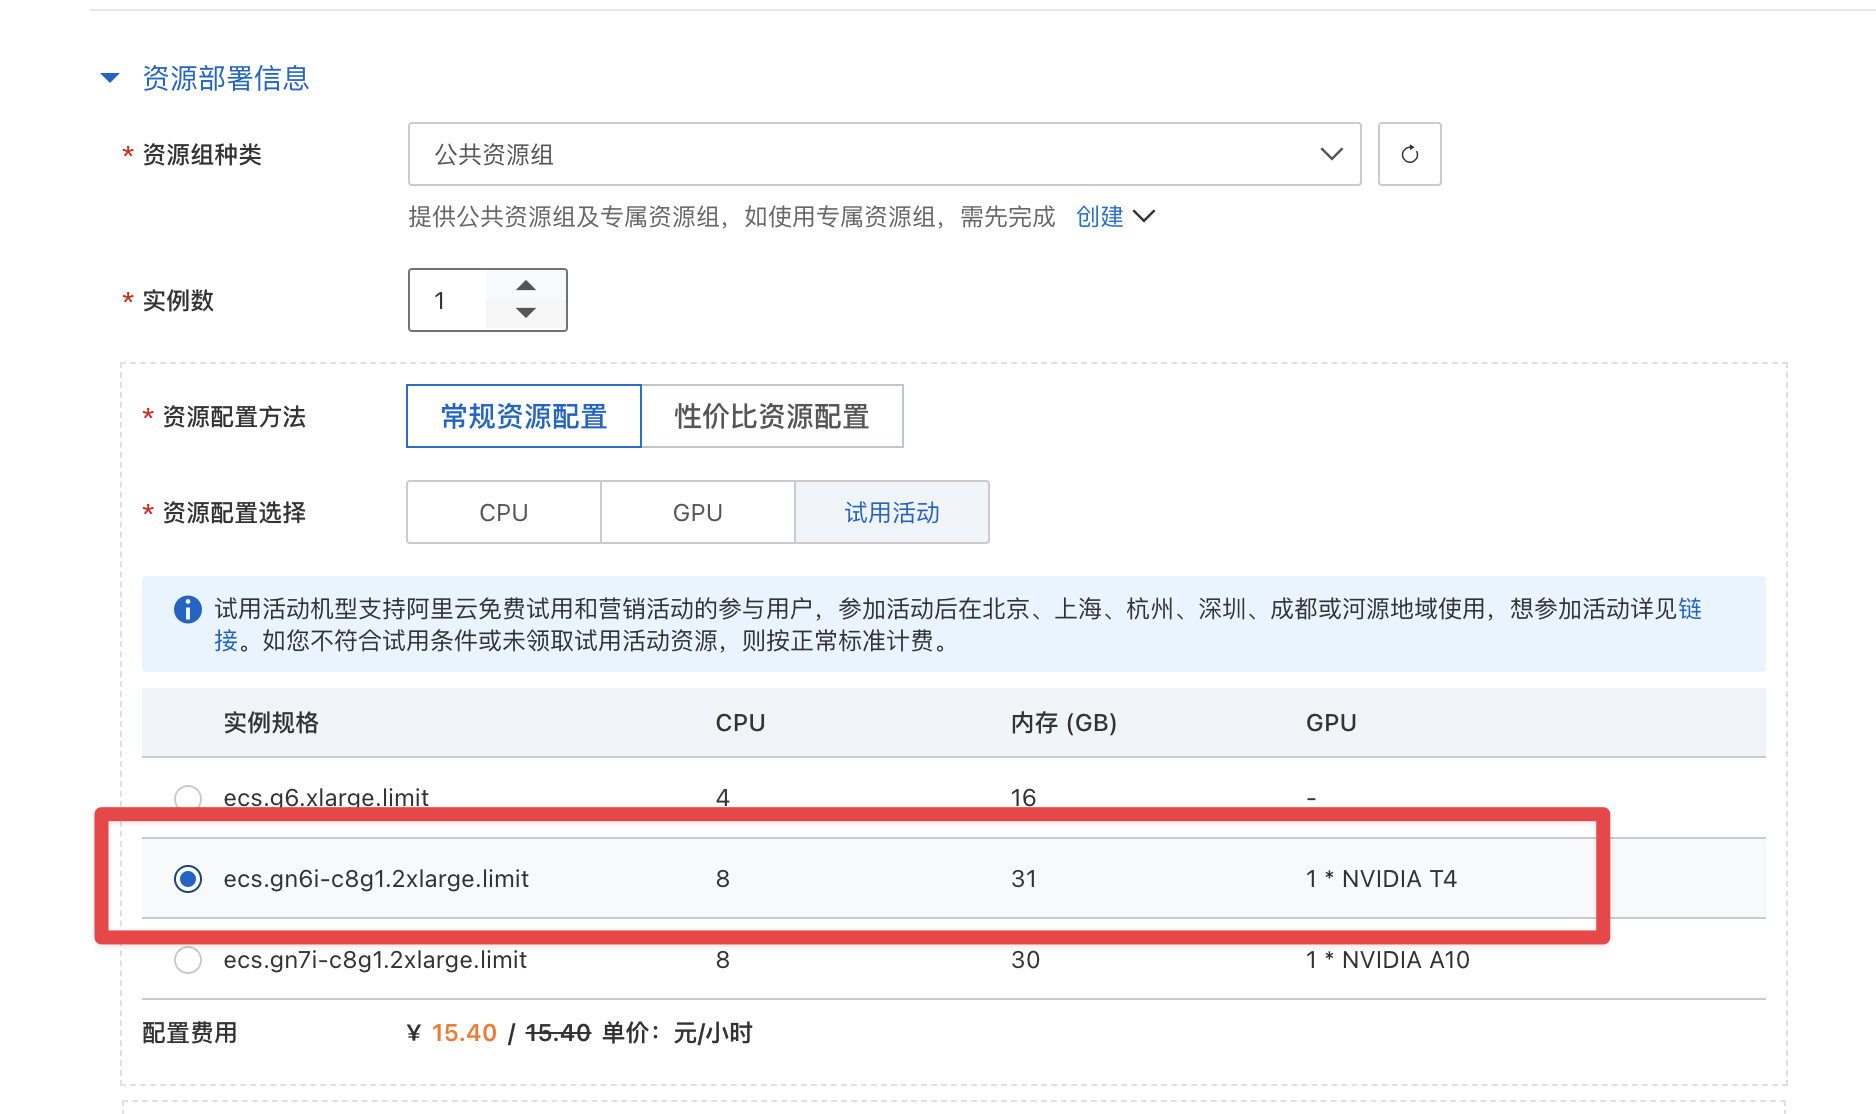 资源部署信息
* 资源组种类
公共资源组
提供公共资源组及专属资源组，如使用专属资源组，需先完成 创建
* 实例数
1
* 资源配置方法
常规资源配置 性价比资源配置
* 资源配置选择
CPU GPU 试用活动
试用活动机型支持阿里云免费试用和营销活动的参与用户，参加活动后在北京、上海、杭州、深圳、成都或河源地域使用，想参加活动详见链
接。如您不符合试用条件或未领取试用活动资源，则按正常标准计费。
实例规格 CPU 内存 (GB) GPU
ecs.g6.xlarge.limit 4 16 -
ecs.gn6i-c8g1.2xlarge.limit 8 31 1 * NVIDIA T4
ecs.gn7i-c8g1.2xlarge.limit 8 30 1 * NVIDIA A10
配置费用 ¥ 15.40 / 15.40 单价：元/小时